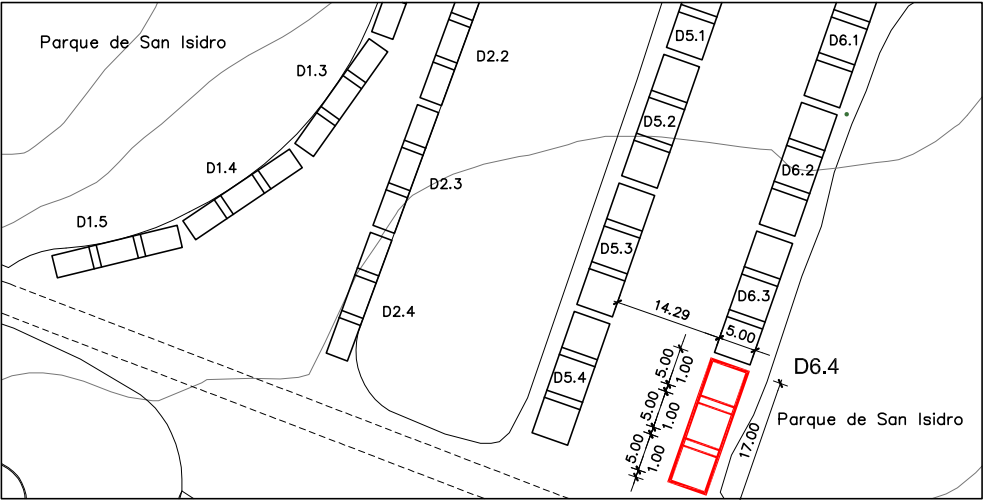 Parque de San Isidro
D1.3
D2.2
D5.1
D6.1
D1.4
D5.2
D6.2
D2.3
D1.5
D5.3
D6.3
D2.4
14.29
5.00
D5.4
D6.4
5.00
1.00
5.00
1.00
5.00
1.00
17.00
Parque de San Isidro